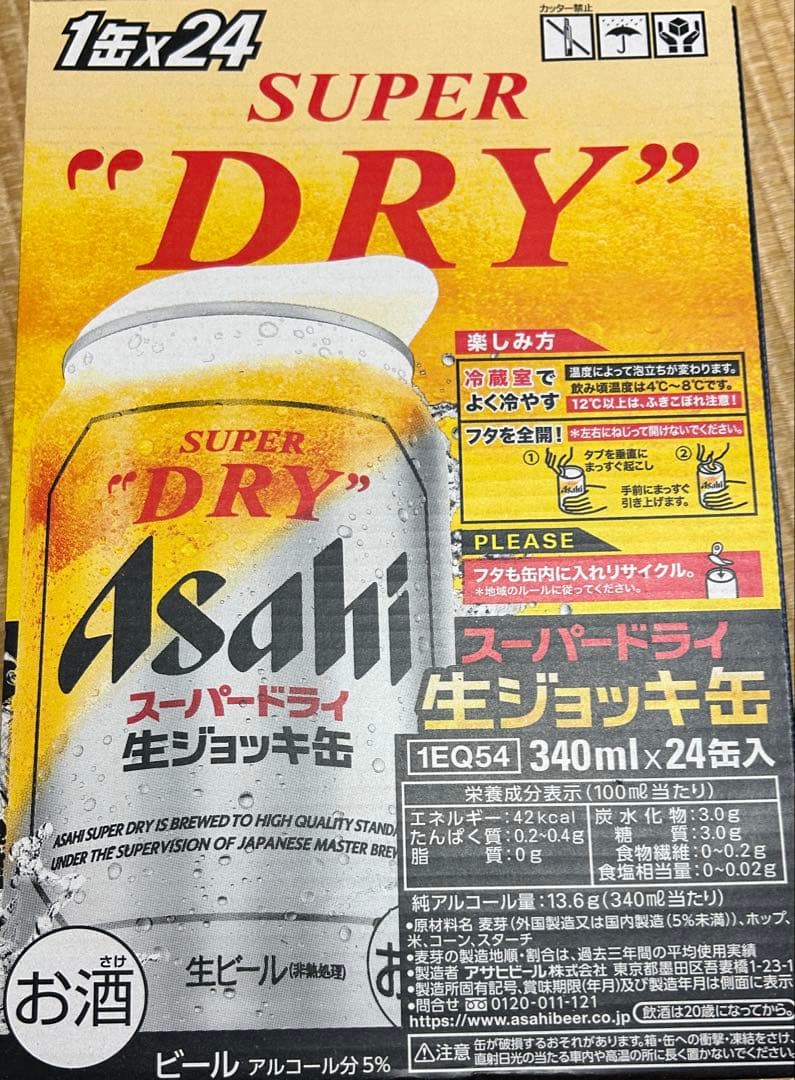 1缶x24
カッター禁止
SUPER
“DRY”
楽しみ方
冷蔵室で
よく冷やす
温度によって泡立ちが変わります。
飲み頃温度は4℃〜8℃です。
12℃以上は、ふきこぼれ注意!
フタを全開! *左右にねじって開けないでください。
① タブを垂直に
まっすぐ起こし
②
手前にまっすぐ
引き上げます。
Asahi
Asahi
PLEASE
フタも缶内に入れリサイクル。
*地域のルールに従ってください。
SUPER
“DRY”
Asahi
スーパードライ
生ジョッキ缶
ASAHI SUPER DRY IS BREWED TO HIGH QUALITY STANDA
UNDER THE SUPERVISION OF JAPANESE MASTER BREW
生ビール(非熱処理)
お
さけ
お酒
ビール アルコール分5%
スーパードライ
生ジョッキ缶
1EQ54 340ml×24缶入
栄養成分表示(100㎖当たり)
エネルギー:42kcal
たんぱく質:0.2~0.4g
脂質:0g
炭水化物:3.0g
糖質:3.0g
食物繊維:0~0.2g
食塩相当量:0~0.02g
純アルコール量:13.6g(340㎖当たり)
•原材料名 麦芽(外国製造又は国内製造(5%未満))、ホップ、
米、コーン、スターチ
•麦芽の製造地順・割合は、過去三年間の平均使用実績
•製造者 アサヒビール株式会社 東京都墨田区吾妻橋1-23-1
•製造所固有記号、賞味期限(年月)及び製造年月は側面に表示
•問合せ 0120-011-121
https://www.asahibeer.co.jp 飲酒は20歳になってから。
注意 缶が破損するおそれがあります。箱・缶への衝撃・凍結をさけ、
直射日光の当たる車内や高温の所に長く置かないでください。